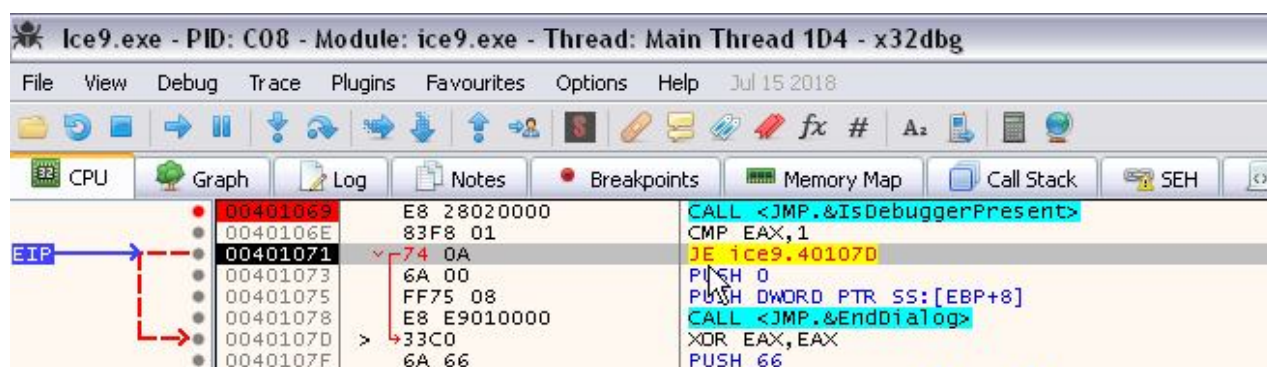 Ice9.exe - PID: C08 - Module: ice9.exe - Thread: Main Thread 1D4 - x32dbg
File View Debug Trace Plugins Favourites Options Help Jul 15 2018
S fx # Az
32 CPU Graph Log Notes Breakpoints Memory Map Call Stack SEH
00401069 E8 28020000 CALL <JMP.&IsDebuggerPresent>
0040106E 83F8 01 CMP EAX,1
EIP 00401071 74 0A JE ice9.40107D
00401073 6A 00 PUSH 0
00401075 FF75 08 PUSH DWORD PTR SS:[EBP+8]
00401078 E8 E9010000 CALL <JMP.&EndDialog>
0040107D > 33C0 XOR EAX,EAX
0040107F 6A 66 PUSH 66